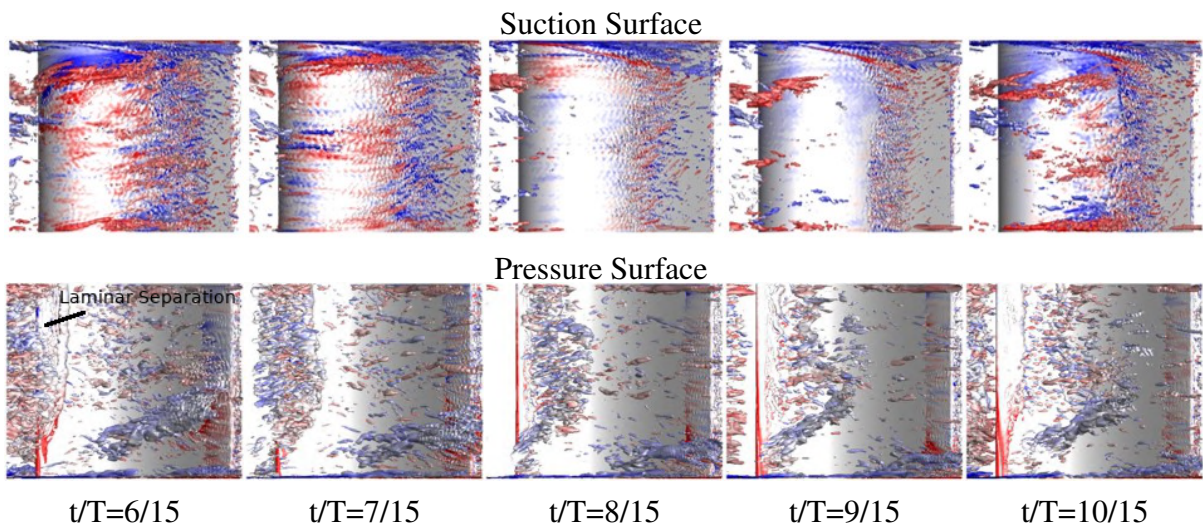 Suction Surface
Pressure Surface
Laminar Separation
t/T=6/15 t/T=7/15 t/T=8/15 t/T=9/15 t/T=10/15